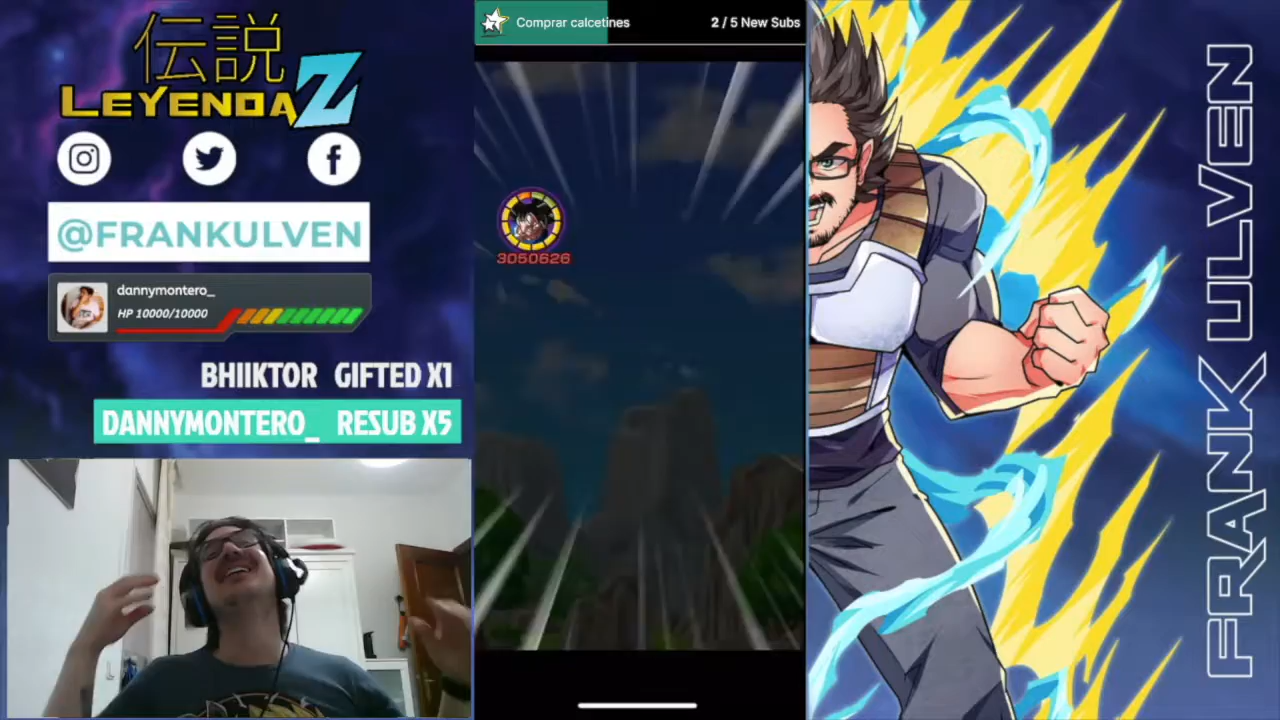 伝説
LEYENDA Z
@FRANKULVEN
dannymontero_
HP 10000/10000
BHIIKTOR GIFTED X1
DANNYMONTERO_ RESUB X5
Comprar calcetines 2 / 5 New Subs
3050626
FRANK ULVEN